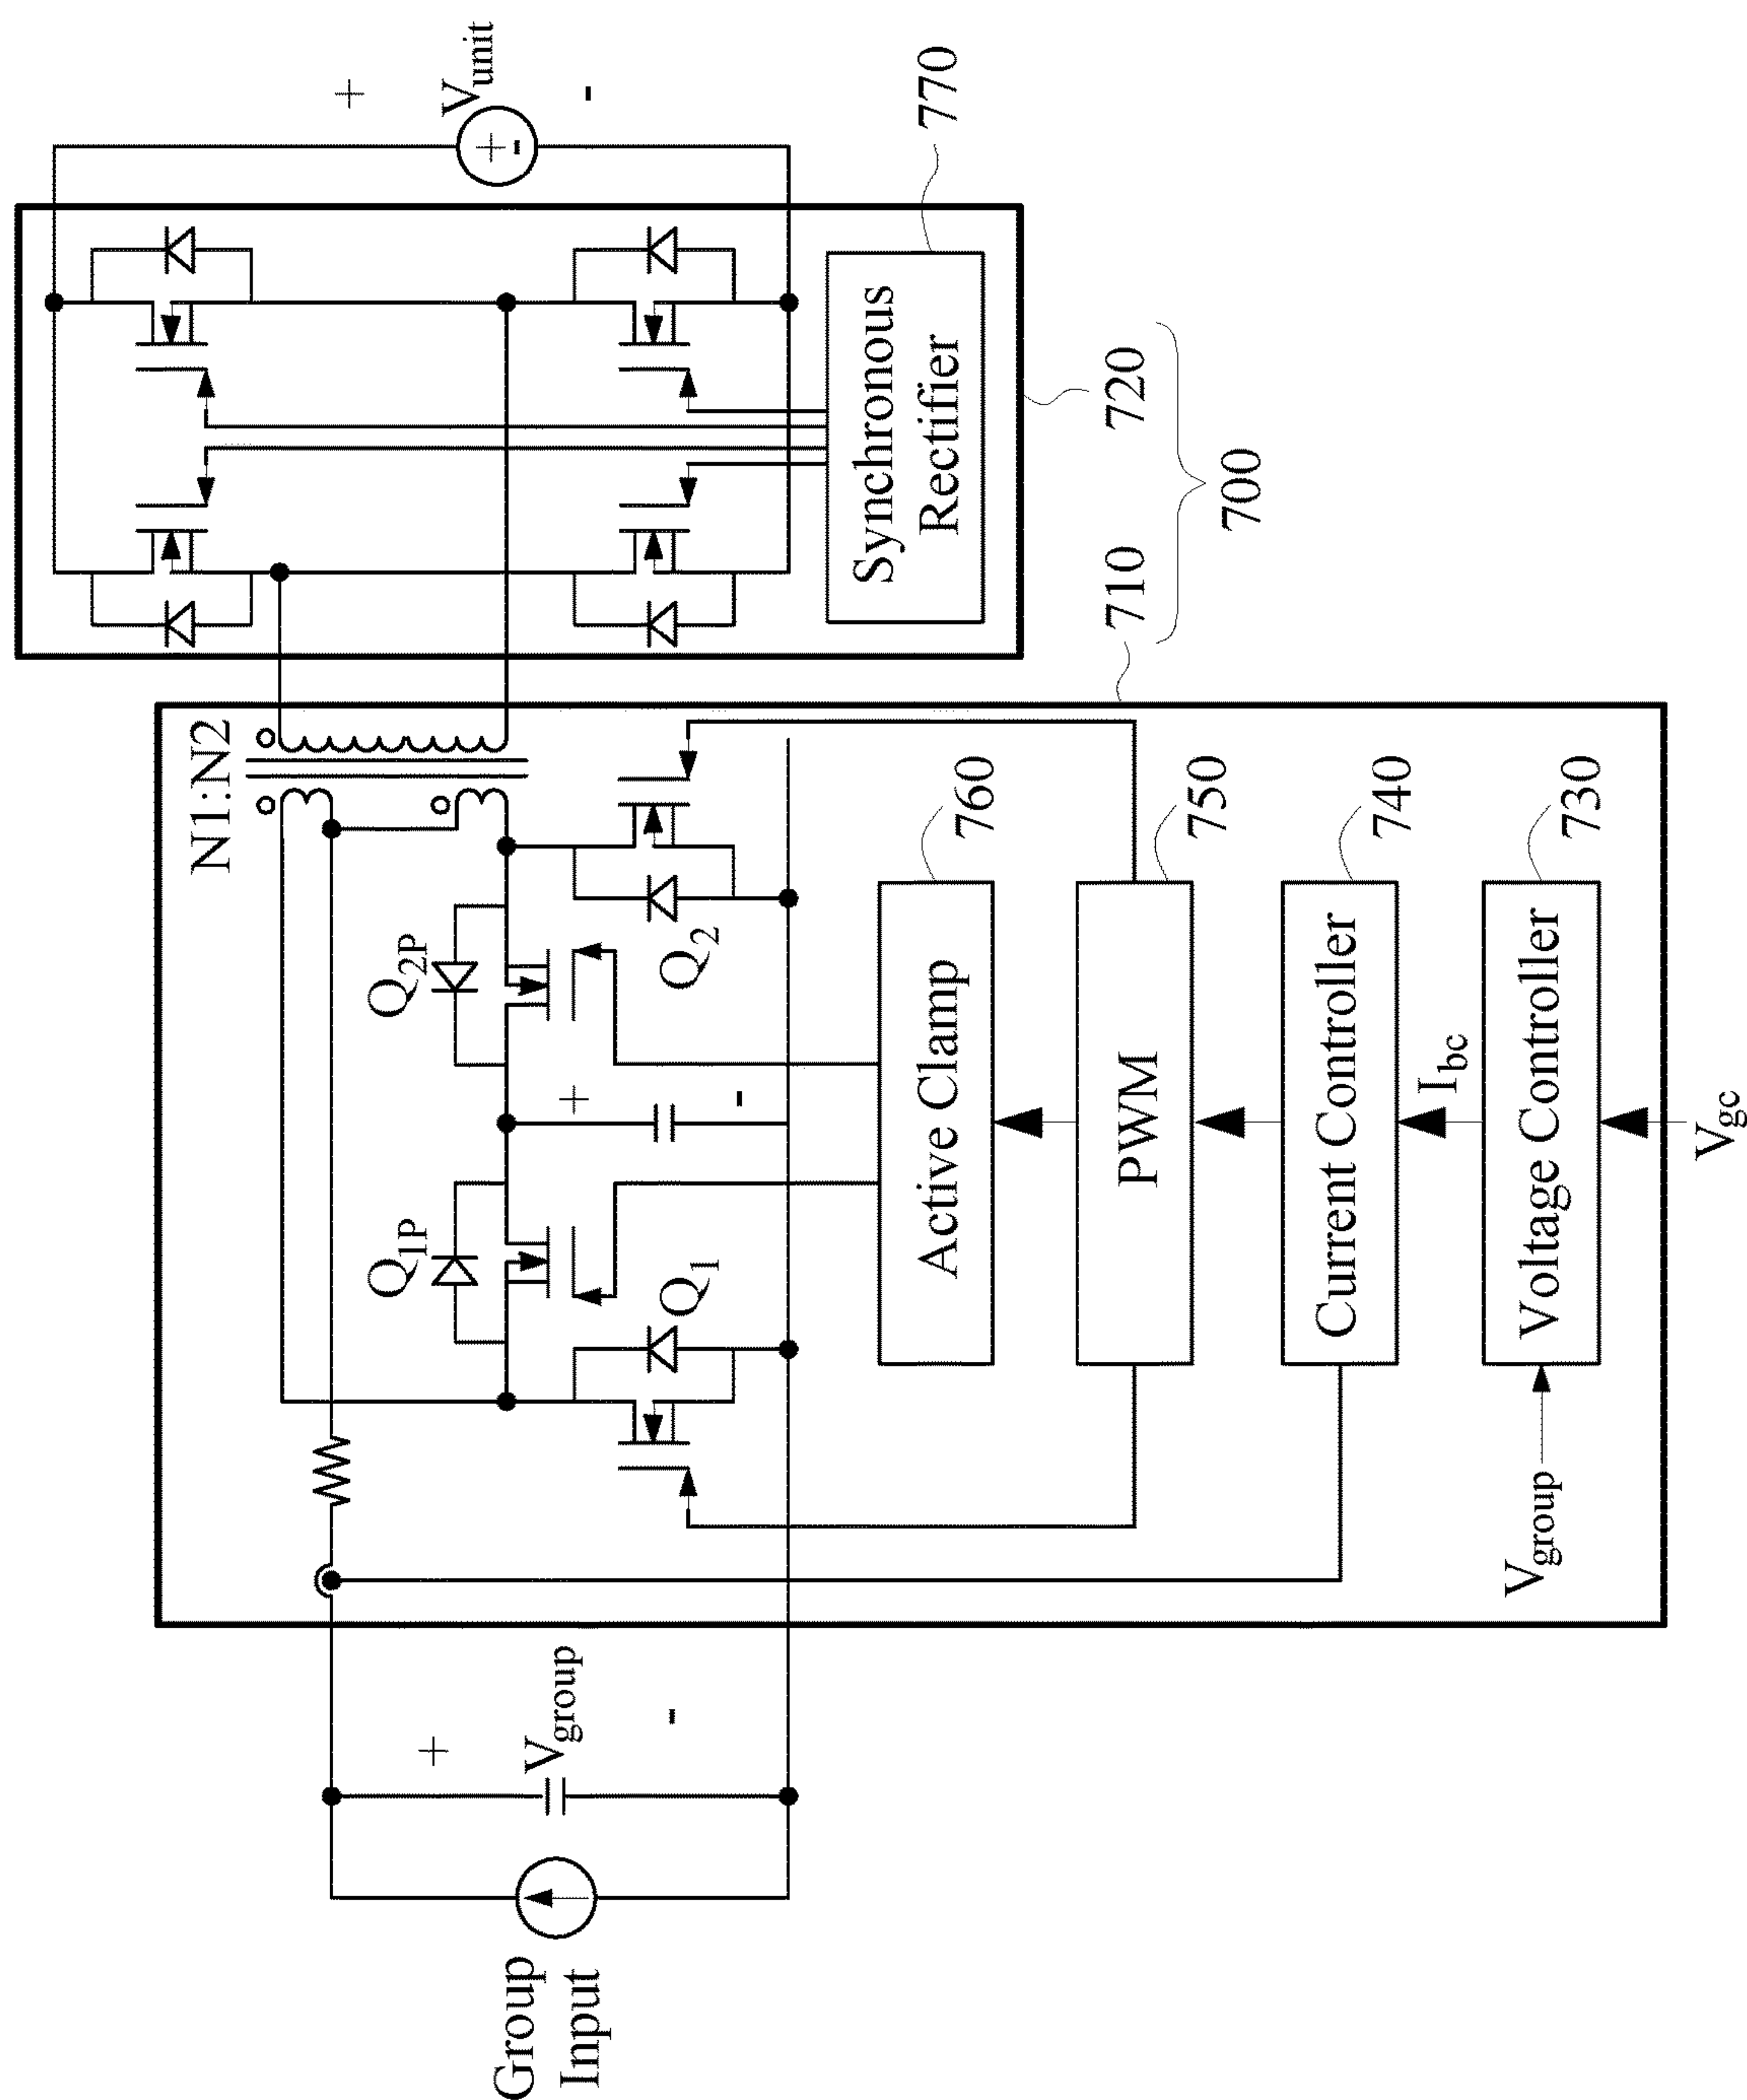 Group
Input
+
V_group
-
N1:N2
Q_1P
Q_2P
+
-
Q_1
Q_2
Active Clamp
760
PWM
750
Current Controller
740
I_bc
Voltage Controller
730
V_group
V_gc
710
720
700
Synchronous
Rectifier
770
+
V_unit
+
-
-